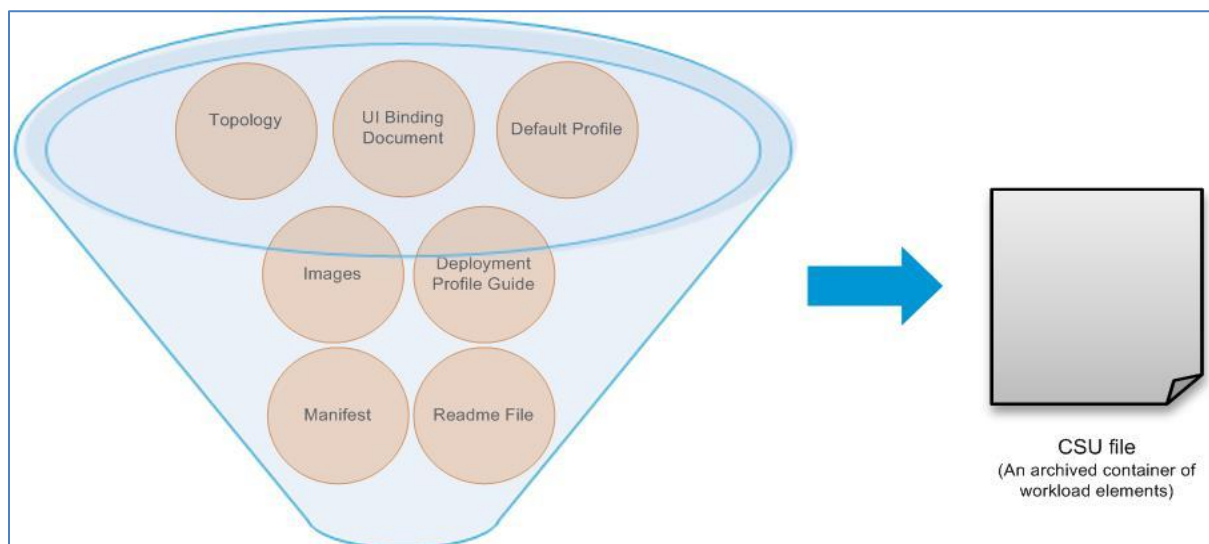 Topology
UI Binding
Document
Default Profile
Images
Deployment
Profile Guide
Manifest
Readme File
CSU file
(An archived container of
workload elements)